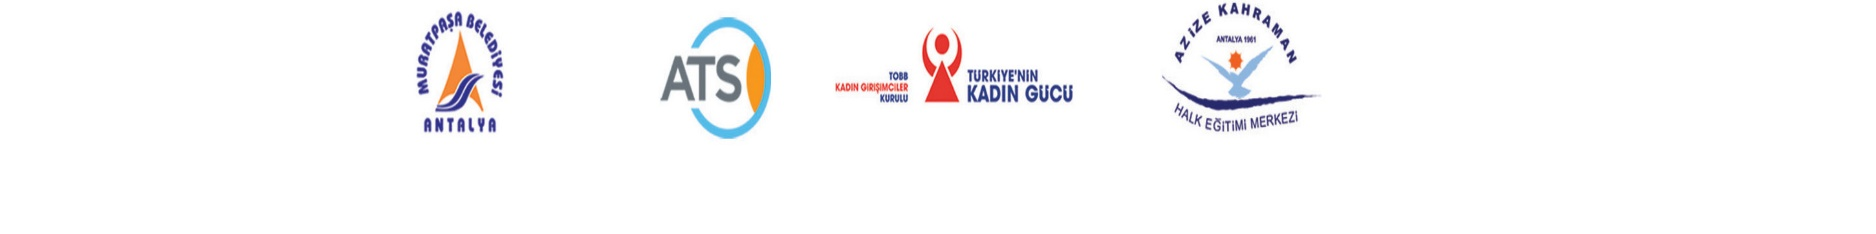 MURATPAŞA BELEDİYESİ
ANTALYA
ATSO
TOBB
KADIN GİRİŞİMCİLER
KURULU
TÜRKİYE'NİN
KADIN GÜCÜ
AZİZE KAHRAMAN
ANTALYA 1961
HALK EĞİTİMİ MERKEZİ